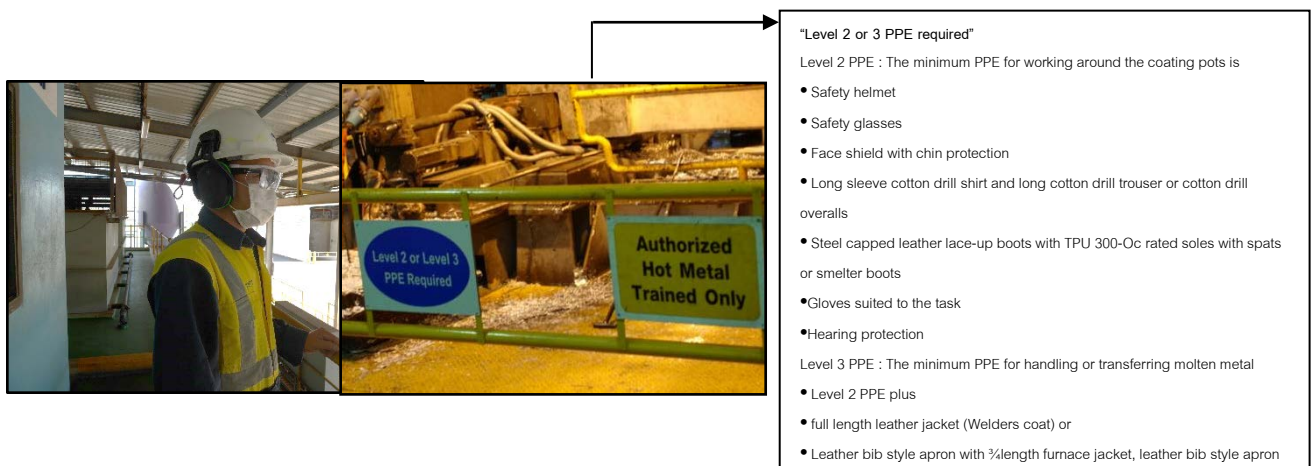 “Level 2 or 3 PPE required”
Level 2 PPE : The minimum PPE for working around the coating pots is
• Safety helmet
• Safety glasses
• Face shield with chin protection
• Long sleeve cotton drill shirt and long cotton drill trouser or cotton drill
overalls
• Steel capped leather lace-up boots with TPU 300-Oc rated soles with spats
or smelter boots
•Gloves suited to the task
•Hearing protection
Level 3 PPE : The minimum PPE for handling or transferring molten metal
• Level 2 PPE plus
• full length leather jacket (Welders coat) or
• Leather bib style apron with ¾length furnace jacket, leather bib style apron
Level 2 or Level 3
PPE Required
Authorized
Hot Metal
Trained Only